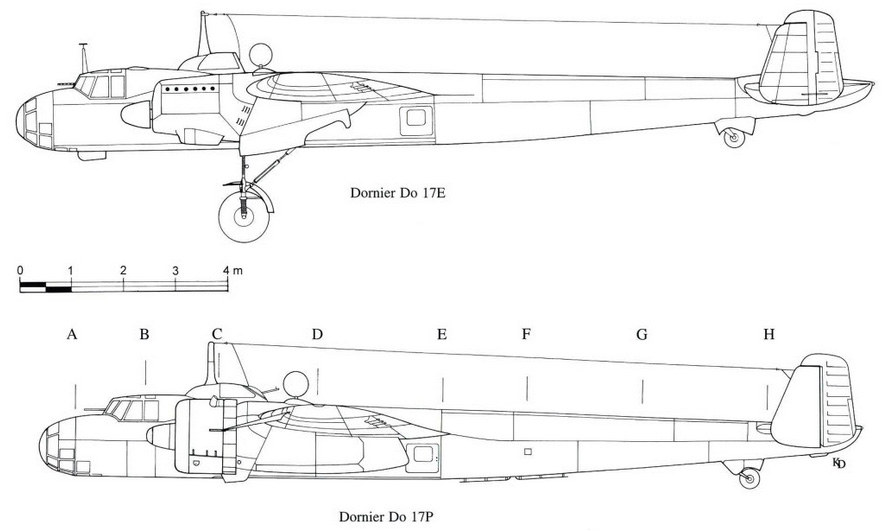 Dornier Do 17E
0 1 2 3 4 m
A B C D E F G H
KD
Dornier Do 17P